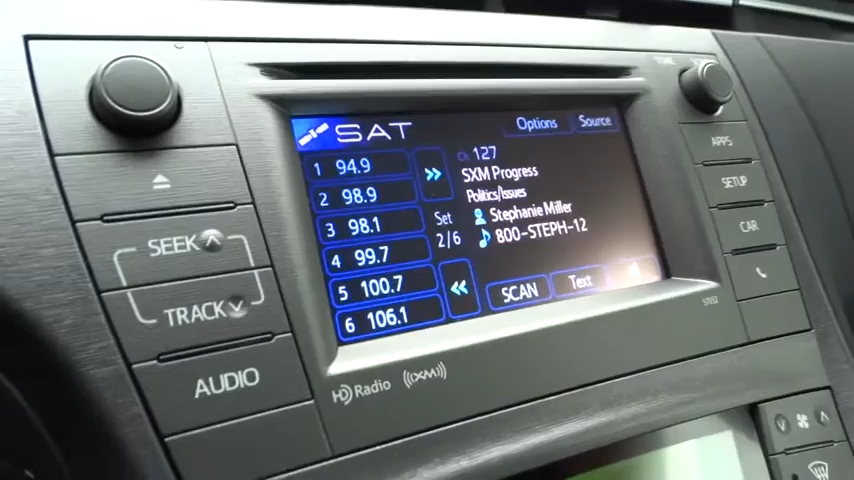 TUNE
SAT
Options
Source
1 94.9
2 98.9
3 98.1
4 99.7
5 100.7
6 106.1
Set
2/6
Ch 127
SXM Progress
Politics/Issues
Stephanie Miller
800-STEPH-12
SCAN
Text
SEEK
TRACK
AUDIO
HD Radio
((XM))
APPS
SETUP
CAR